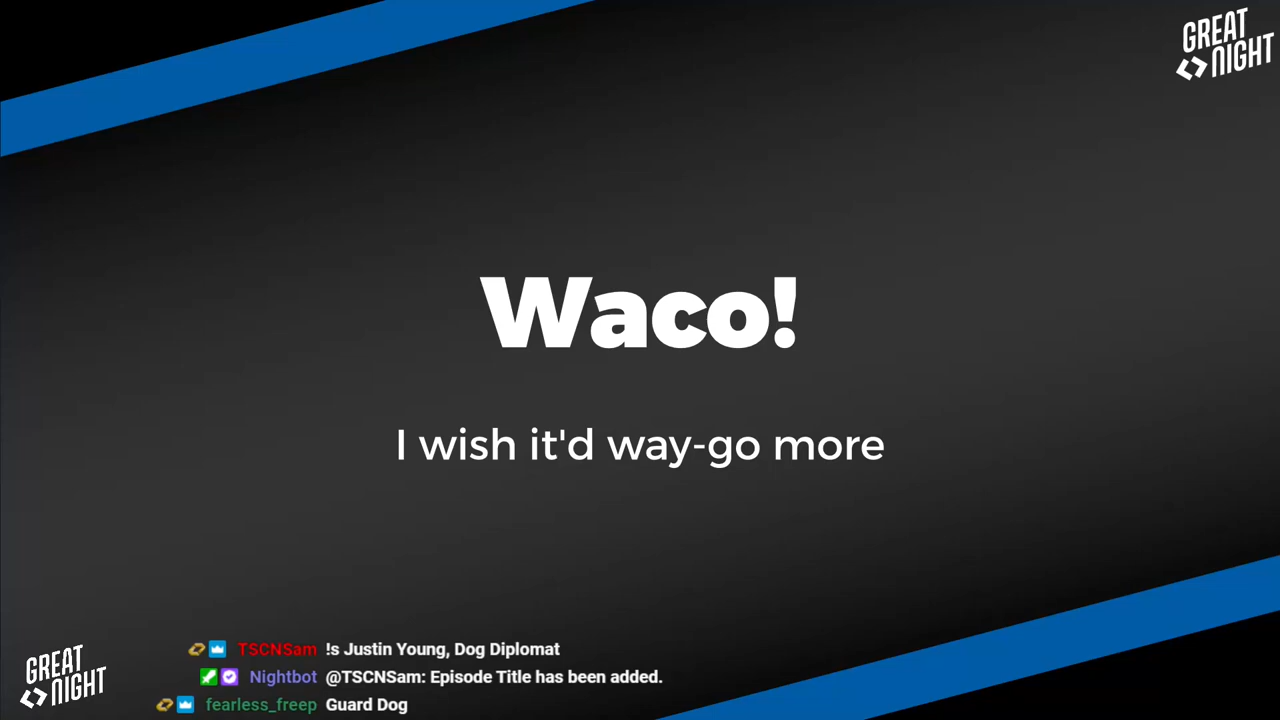 GREAT
NIGHT
Waco!
I wish it'd way-go more
TSCNSam !s Justin Young, Dog Diplomat
Nightbot @TSCNSam: Episode Title has been added.
fearless_freep Guard Dog
GREAT
NIGHT